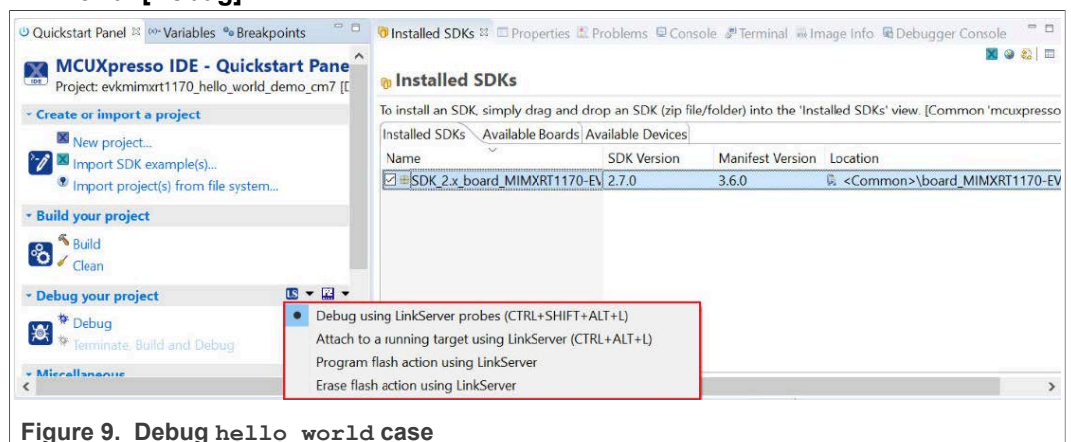 Quickstart Panel Variables Breakpoints
MCUXpresso IDE - Quickstart Pane
Project: evkmimxrt1170_hello_world_demo_cm7 [D
Create or import a project
New project...
Import SDK example(s)...
Import project(s) from file system...
Build your project
Build
Clean
Debug your project
Debug
Terminate, Build and Debug
Miscellaneous
Installed SDKs Properties Problems Console Terminal Image Info Debugger Console
Installed SDKs
To install an SDK, simply drag and drop an SDK (zip file/folder) into the 'Installed SDKs' view. [Common 'mcuxpresso
Installed SDKs Available Boards Available Devices
Name SDK Version Manifest Version Location
SDK_2.x_board_MIMXRT1170-EV 2.7.0 3.6.0 <Common>\board_MIMXRT1170-EV
Debug using LinkServer probes (CTRL+SHIFT+ALT+L)
Attach to a running target using LinkServer (CTRL+ALT+L)
Program flash action using LinkServer
Erase flash action using LinkServer
Figure 9. Debug hello world case